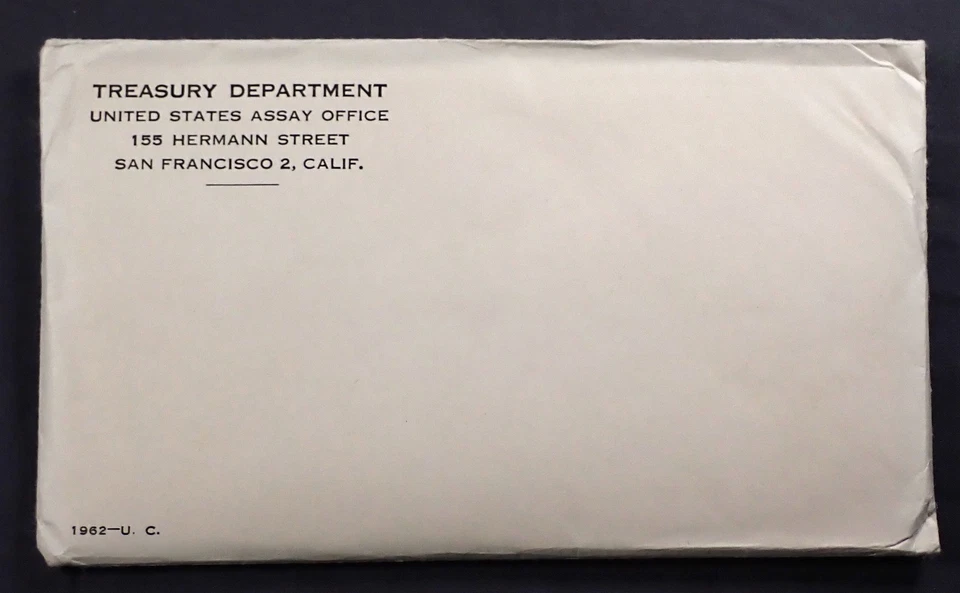 TREASURY DEPARTMENT
UNITED STATES ASSAY OFFICE
155 HERMANN STREET
SAN FRANCISCO 2, CALIF.
1962—U. C.